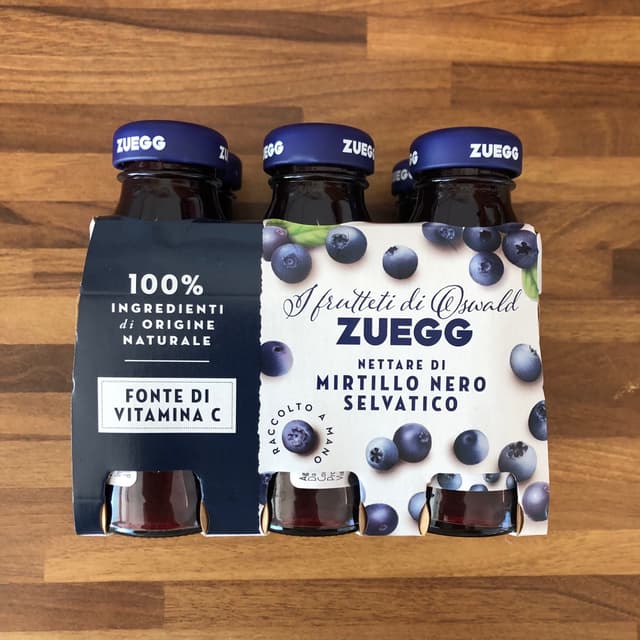 ZUEGG
ZUEGG
ZUEGG
ZUEGG
100%
INGREDIENTI
di ORIGINE
NATURALE
FONTE DI
VITAMINA C
I frutteti di Oswald
ZUEGG
NETTARE DI
MIRTILLO NERO
SELVATICO
RACCOLTO A MANO